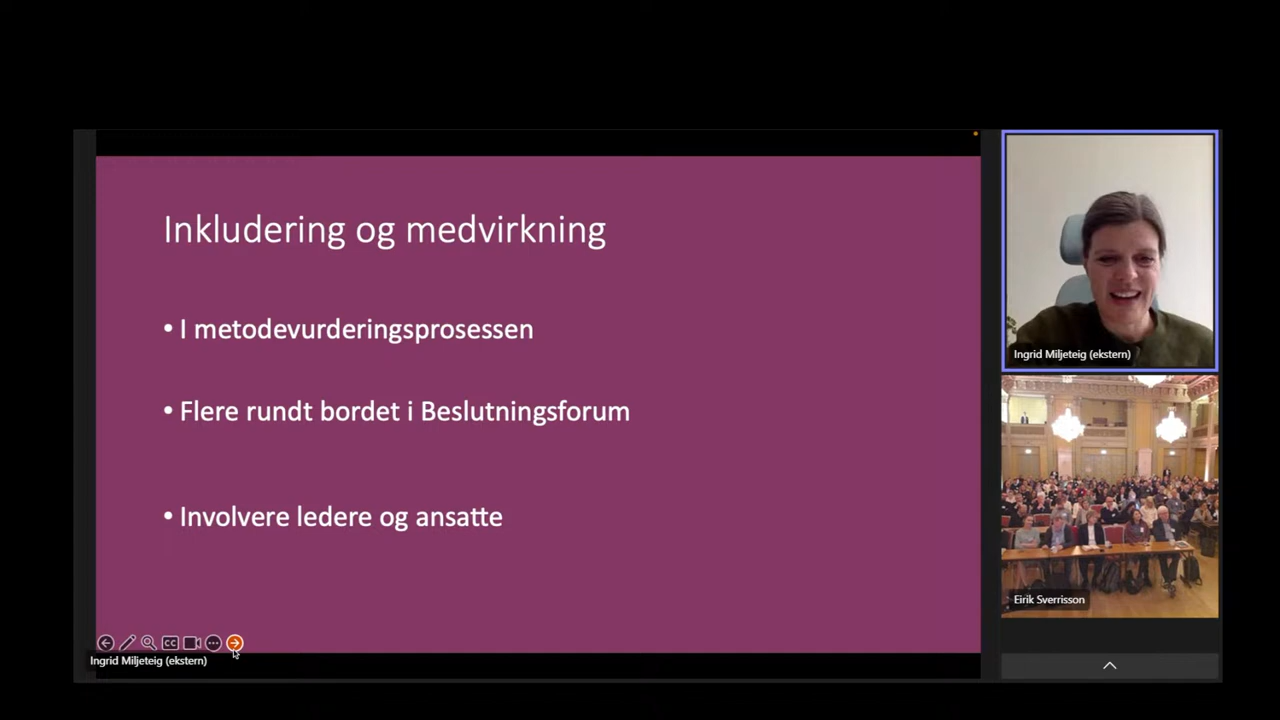 Inkludering og medvirkning
• I metodevurderingsprosessen
• Flere rundt bordet i Beslutningsforum
• Involvere ledere og ansatte
CC
Ingrid Miljeteig (ekstern)
Ingrid Miljeteig (ekstern)
Eirik Sverrisson